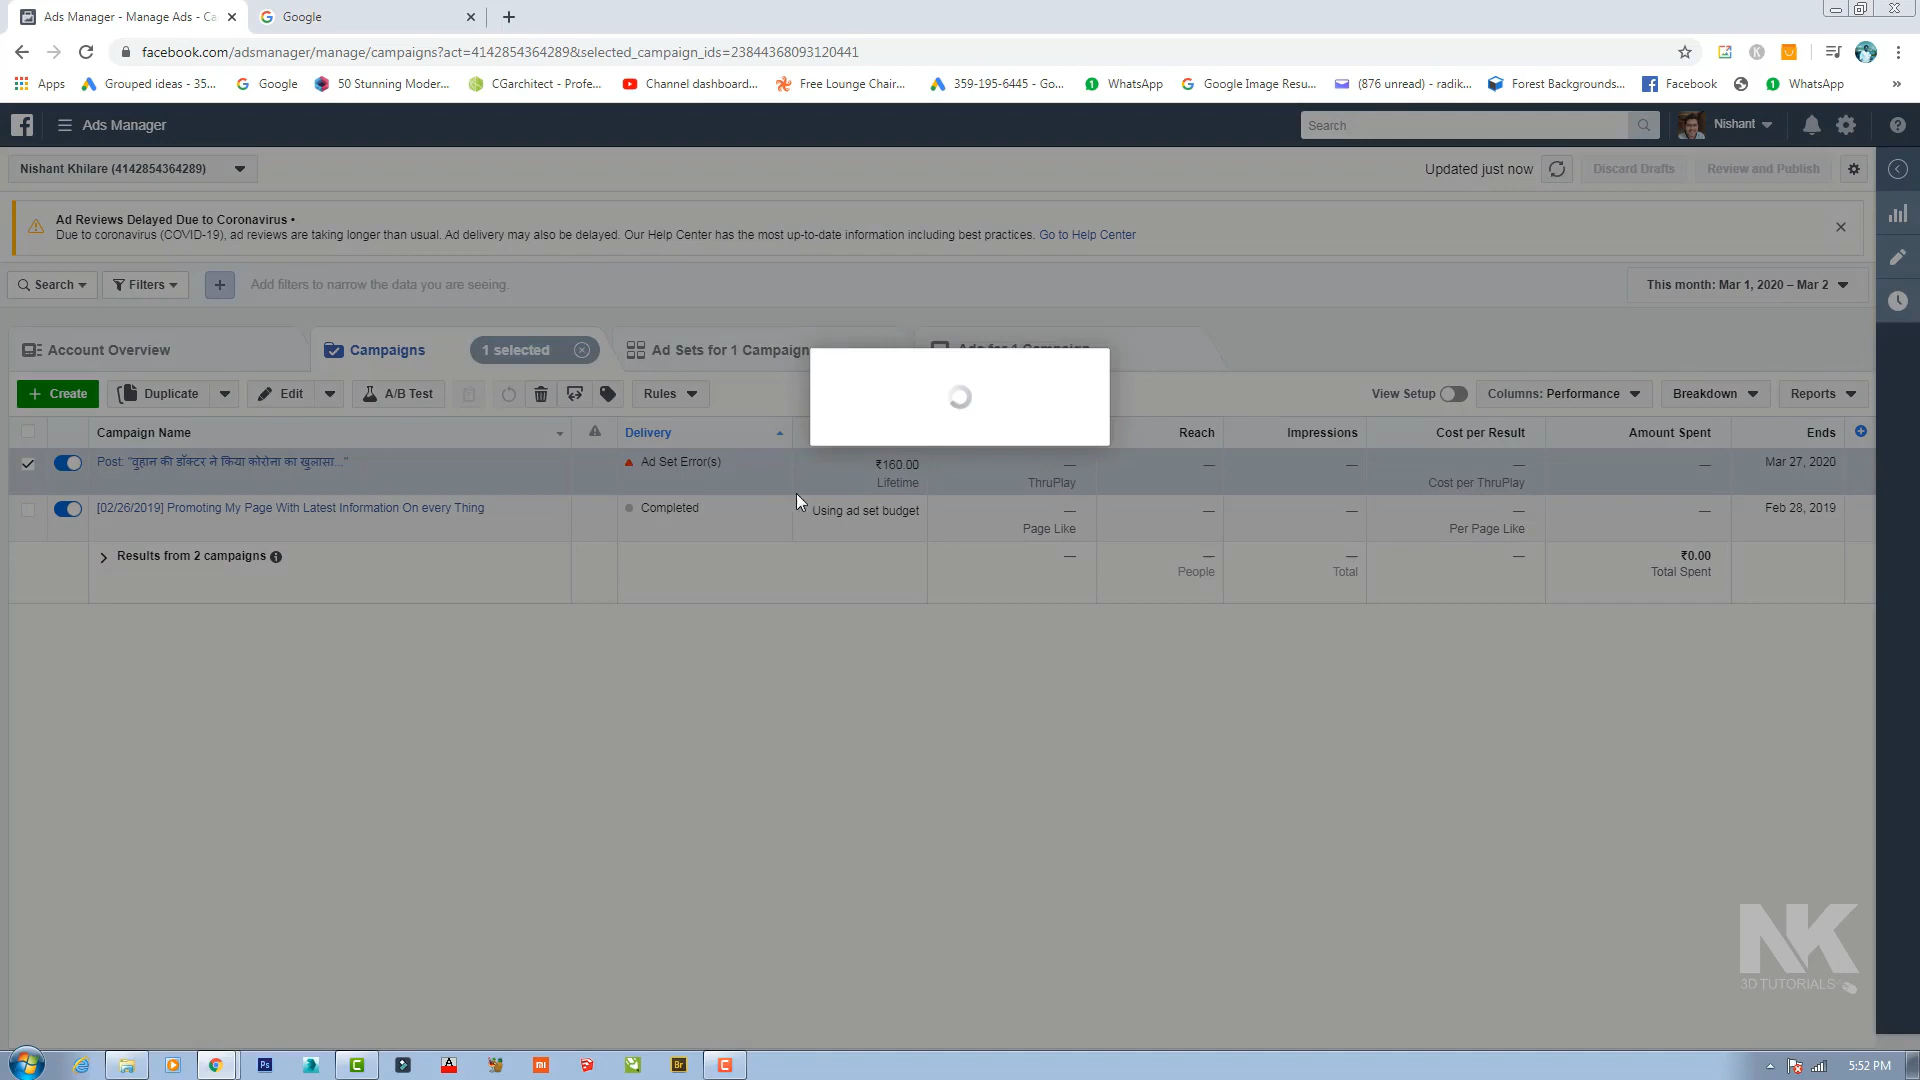 Ads Manager - Manage Ads - Ca
Google
facebook.com/adsmanager/manage/campaigns?act=4142854364289&selected_campaign_ids=23844368093120441
Apps
Grouped ideas - 35...
Google
50 Stunning Moder...
CGarchitect - Profe...
Channel dashboard...
Free Lounge Chair...
359-195-6445 - Go...
WhatsApp
Google Image Resu...
(876 unread) - radik...
Forest Backgrounds...
Facebook
WhatsApp
»
Ads Manager
Search
Nishant
Nishant Khilare (4142854364289)
Updated just now
Discard Drafts
Review and Publish
Ad Reviews Delayed Due to Coronavirus •
Due to coronavirus (COVID-19), ad reviews are taking longer than usual. Ad delivery may also be delayed. Our Help Center has the most up-to-date information including best practices. Go to Help Center
Search
Filters
Add filters to narrow the data you are seeing.
This month: Mar 1, 2020 – Mar 2
Account Overview
Campaigns
1 selected
Ad Sets for 1 Campaign
Create
Duplicate
Edit
A/B Test
Rules
View Setup
Columns: Performance
Breakdown
Reports
Campaign Name
Delivery
Reach
Impressions
Cost per Result
Amount Spent
Ends
Post: "वुहान की डॉक्टर ने किया कोरोना का खुलासा..."
Ad Set Error(s)
₹160.00
Lifetime
—
ThruPlay
—
—
—
Cost per ThruPlay
—
Mar 27, 2020
[02/26/2019] Promoting My Page With Latest Information On every Thing
Completed
Using ad set budget
—
Page Like
—
—
—
Per Page Like
—
Feb 28, 2019
Results from 2 campaigns
—
—
People
—
Total
—
₹0.00
Total Spent
NK
3D TUTORIALS
Ps
C
A
mi
Br
C
5:52 PM